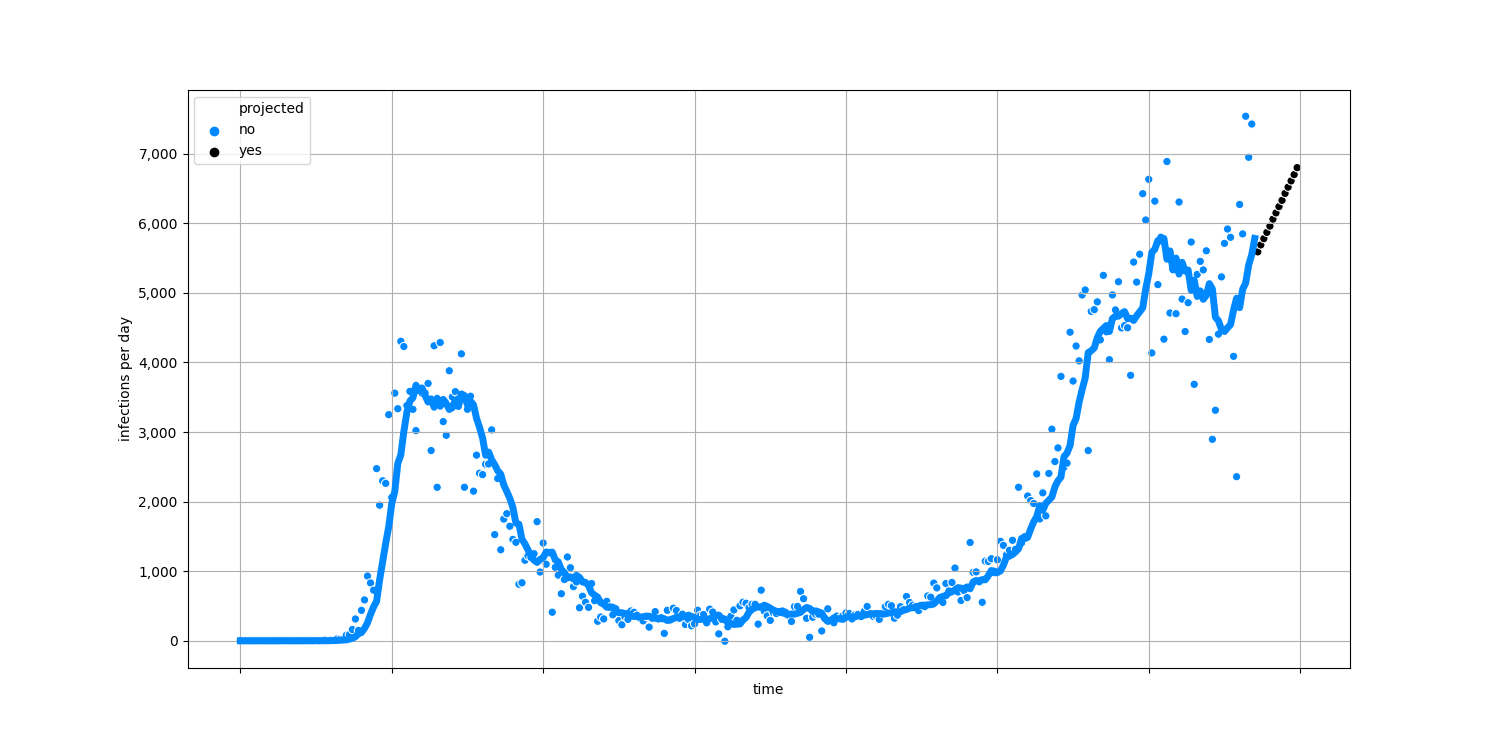 projected
no
yes
7,000
6,000
5,000
4,000
3,000
2,000
1,000
0
infections per day
time